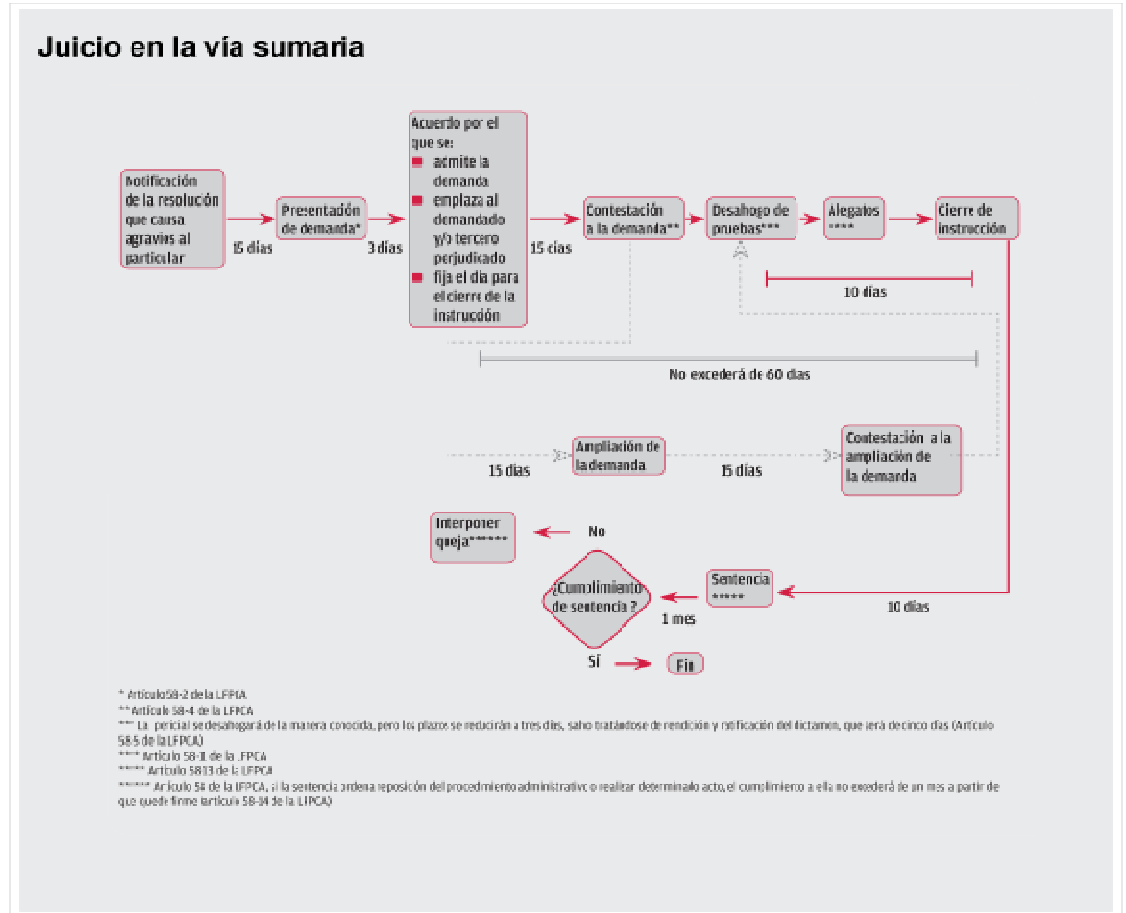 Juicio en la vía sumaria
Notificación
de la resolución
que causa
agravios al
particular
15 días
Presentación
de demanda*
3 días
Acuerdo por el
que se:
admite la
demanda
emplaza al
demandado
y/o tercero
perjudicado
fija el día para
el cierre de la
instrucción
15 días
Contestación
a la demanda**
Desahogo de
pruebas***
Alegatos
****
Cierre de
instrucción
10 días
No excederá de 60 días
15 días
Ampliación de
la demanda
15 días
Contestación a la
ampliación de
la demanda
Interponer
queja******
No
¿Cumplimiento
de sentencia ?
1 mes
Sentencia
*****
10 días
Sí
Fin
* Artículo 58-2 de la LFPCA
** Artículo 58-4 de la LFPCA
*** La pericial se desahogará de la manera conocida, pero los plazos se reducirán a tres días, salvo tratándose de rendición y ratificación del dictamen, que será de cinco días (Artículo
58-5 de la LFPCA)
**** Artículo 58-11 de la LFPCA
***** Artículo 5813 de la LFPCA
****** Artículo 58 de la LFPCA, si la sentencia ordena reposición del procedimiento administrativo o realizar determinado acto, el cumplimiento a ella no excederá de un mes a partir de
que quede firme (artículo 58-14 de la LFPCA)